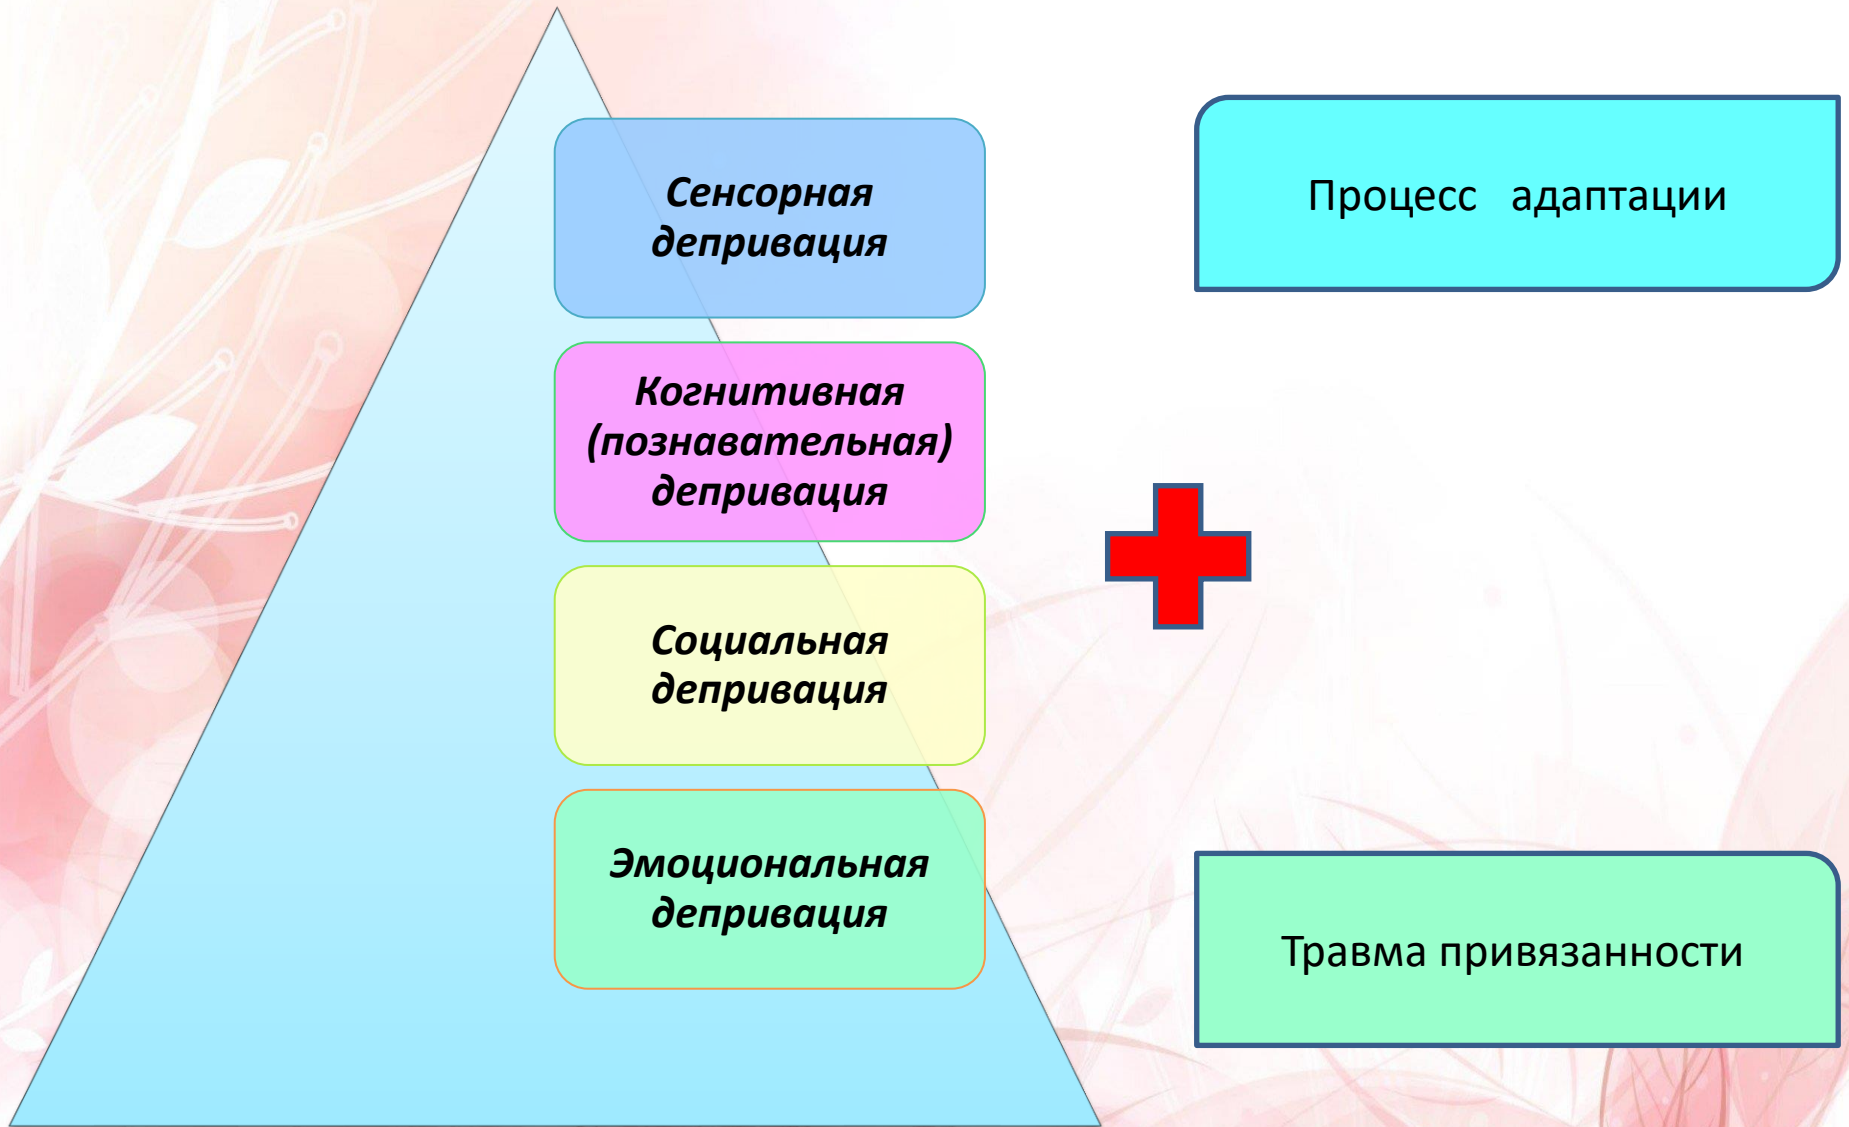 Сенсорная
депривация
Когнитивная
(познавательная)
депривация
Социальная
депривация
Эмоциональная
депривация
Процесс адаптации
Травма привязанности